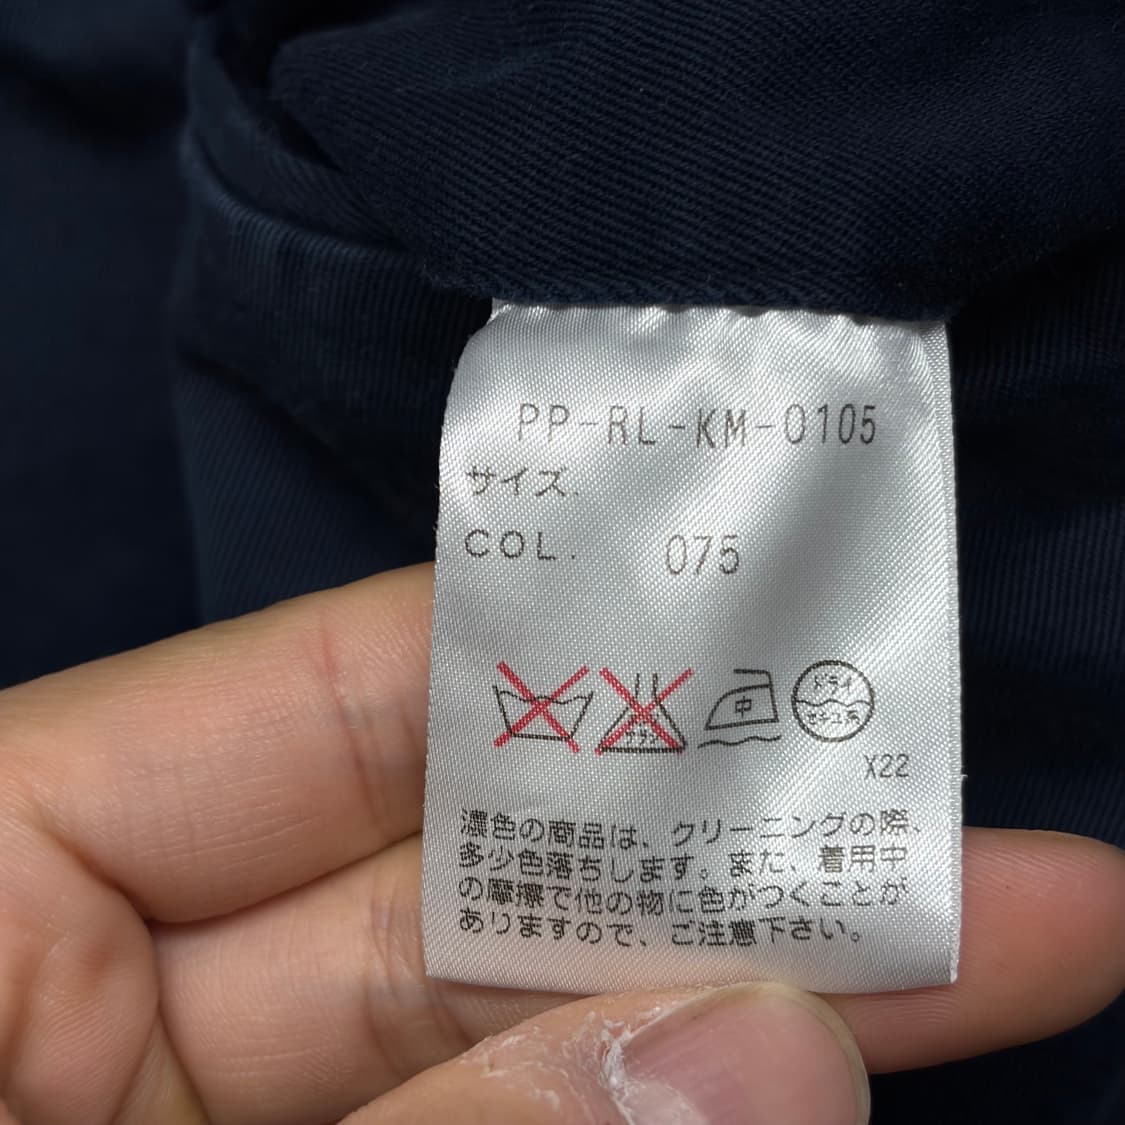 PP-RL-KM-0105
サイズ.
COL. 075
中
ドライ
セキユ系
X22
濃色の商品は、クリーニングの際、
多少色落ちします。また、着用中
の摩擦で他の物に色がつくことが
ありますので、ご注意下さい。